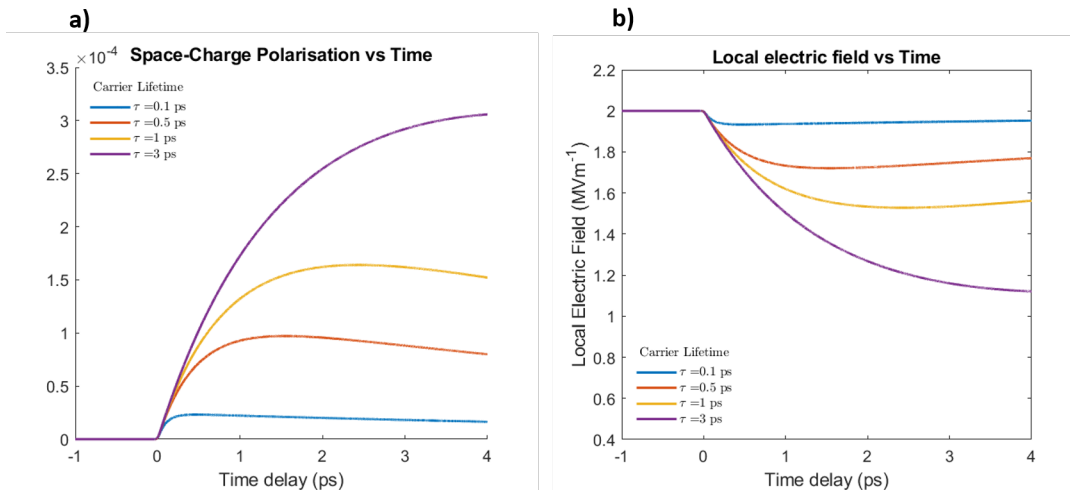 a)
Space-Charge Polarisation vs Time
×10⁻⁴
3.5
3
2.5
2
1.5
1
0.5
0
Carrier Lifetime
τ =0.1 ps
τ =0.5 ps
τ =1 ps
τ =3 ps
-1 0 1 2 3 4
Time delay (ps)
b)
Local electric field vs Time
Local Electric Field (MVm⁻¹)
2.2
2
1.8
1.6
1.4
1.2
1
0.8
0.6
0.4
Carrier Lifetime
τ =0.1 ps
τ =0.5 ps
τ =1 ps
τ =3 ps
-1 0 1 2 3 4
Time delay (ps)